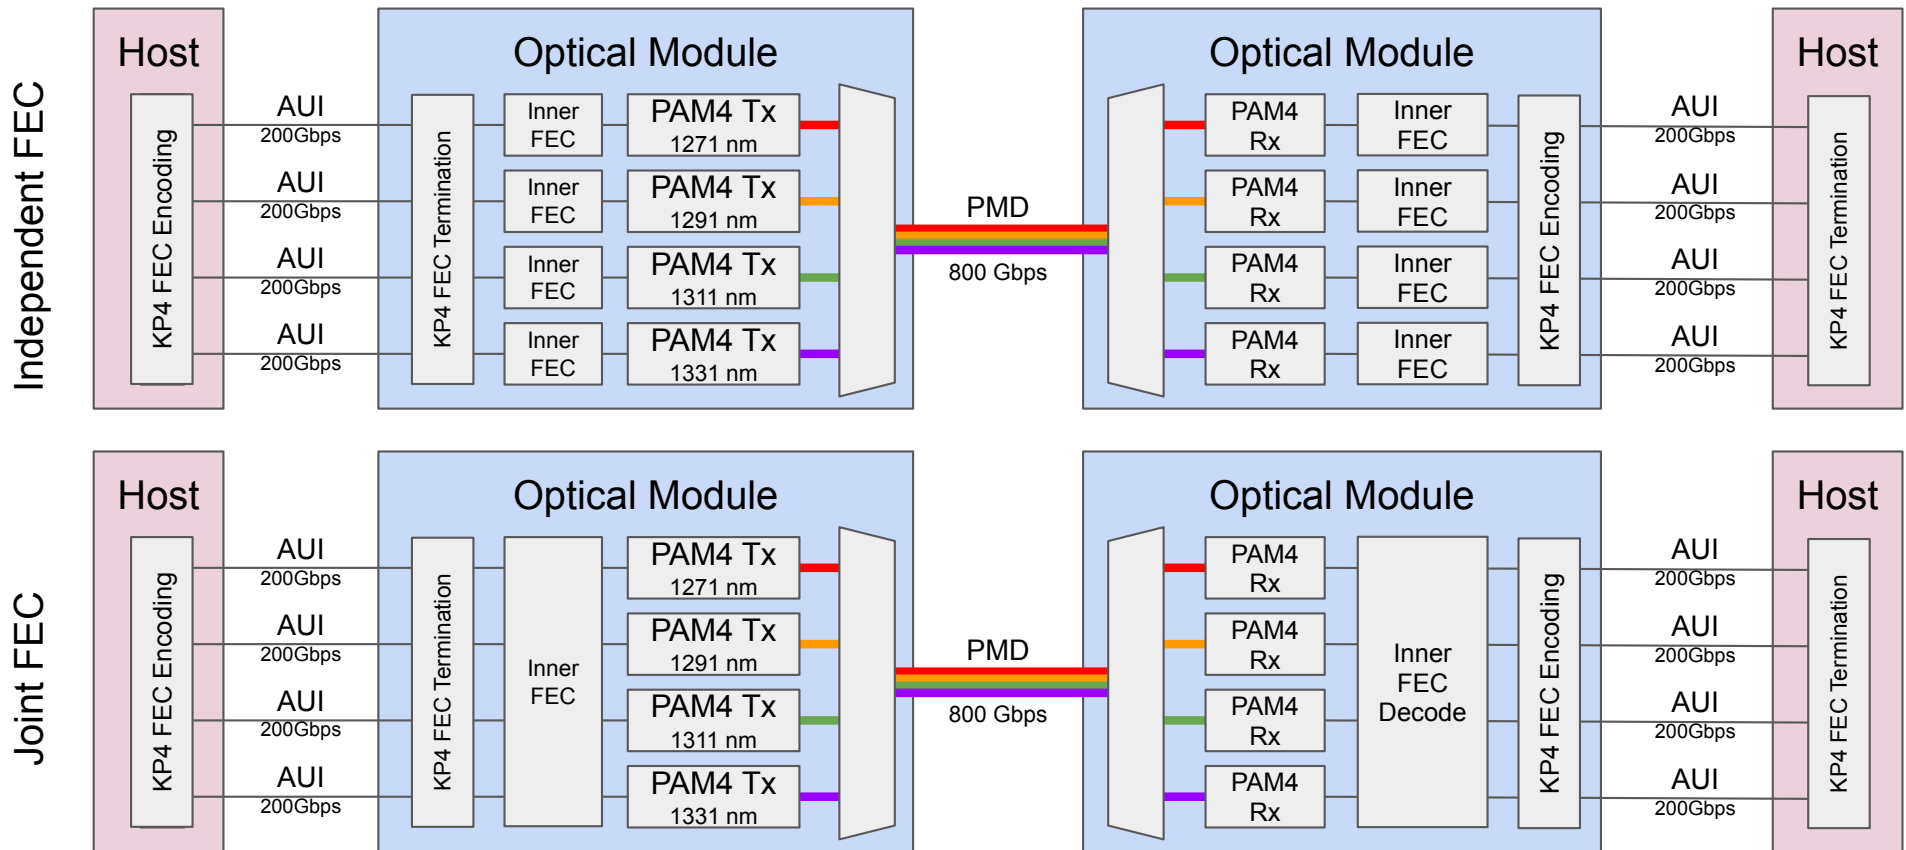 Independent FEC
Host
KP4 FEC Encoding
AUI
200Gbps
AUI
200Gbps
AUI
200Gbps
AUI
200Gbps
Optical Module
KP4 FEC Termination
Inner
FEC
Inner
FEC
Inner
FEC
Inner
FEC
PAM4 Tx
1271 nm
PAM4 Tx
1291 nm
PAM4 Tx
1311 nm
PAM4 Tx
1331 nm
PMD
800 Gbps
Optical Module
PAM4
Rx
PAM4
Rx
PAM4
Rx
PAM4
Rx
Inner
FEC
Inner
FEC
Inner
FEC
Inner
FEC
KP4 FEC Encoding
AUI
200Gbps
AUI
200Gbps
AUI
200Gbps
AUI
200Gbps
Host
KP4 FEC Termination
Joint FEC
Host
KP4 FEC Encoding
AUI
200Gbps
AUI
200Gbps
AUI
200Gbps
AUI
200Gbps
Optical Module
KP4 FEC Termination
Inner
FEC
PAM4 Tx
1271 nm
PAM4 Tx
1291 nm
PAM4 Tx
1311 nm
PAM4 Tx
1331 nm
PMD
800 Gbps
Optical Module
PAM4
Rx
PAM4
Rx
PAM4
Rx
PAM4
Rx
Inner
FEC
Decode
KP4 FEC Encoding
AUI
200Gbps
AUI
200Gbps
AUI
200Gbps
AUI
200Gbps
Host
KP4 FEC Termination